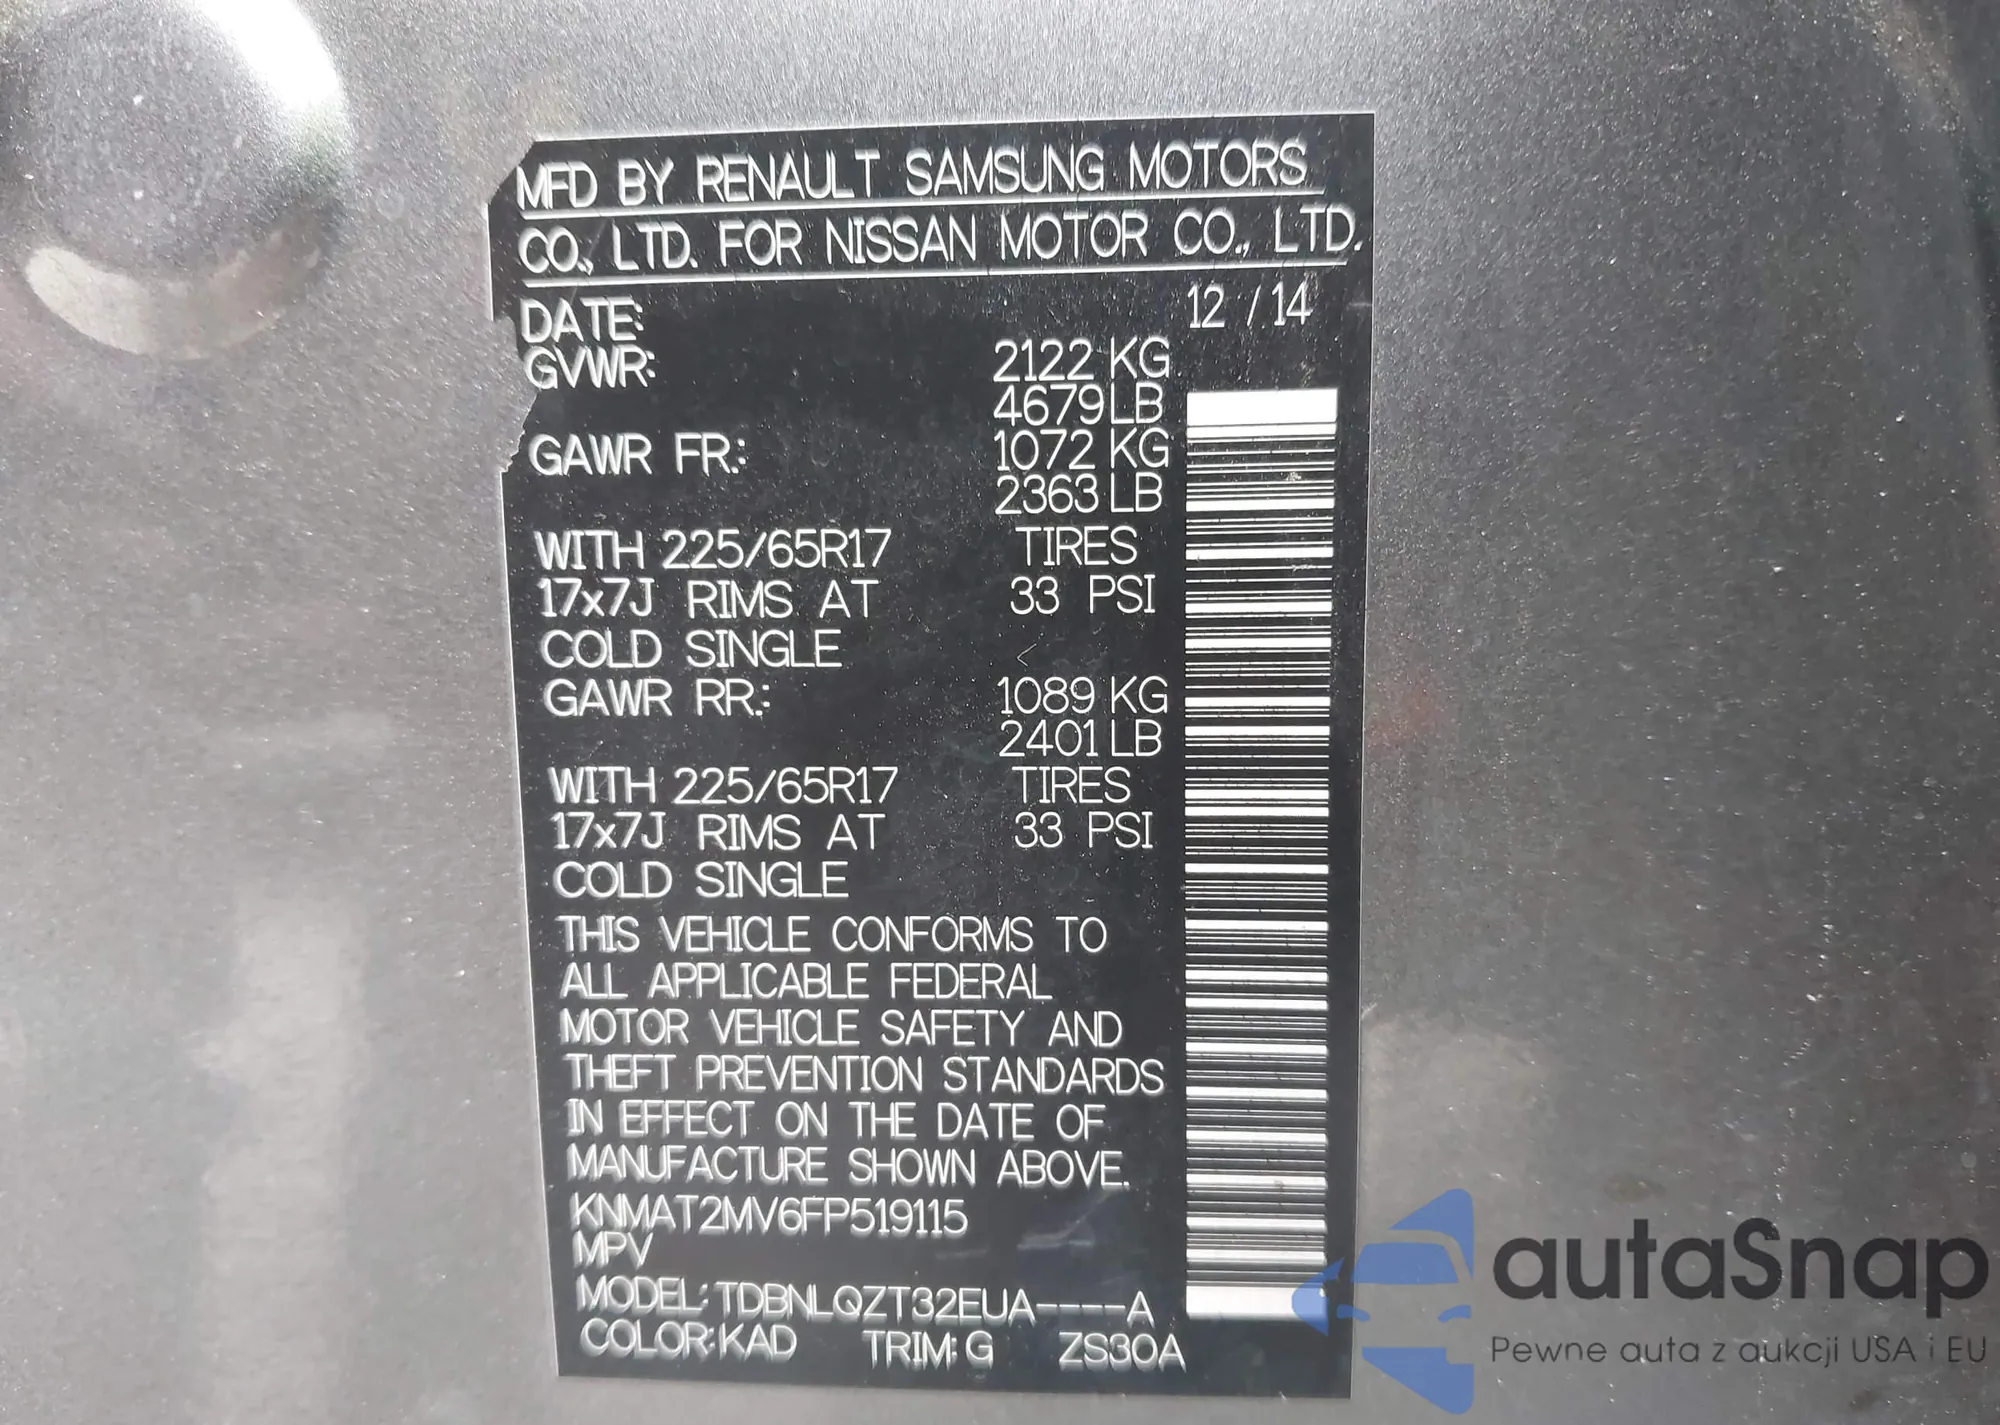 MFD BY RENAULT SAMSUNG MOTORS
CO., LTD. FOR NISSAN MOTOR CO., LTD.
DATE: 12 / 14
GVWR: 2122 KG
4679 LB
GAWR FR.: 1072 KG
2363 LB
WITH 225/65R17 TIRES
17x7J RIMS AT 33 PSI
COLD SINGLE
GAWR RR.: 1089 KG
2401 LB
WITH 225/65R17 TIRES
17x7J RIMS AT 33 PSI
COLD SINGLE
THIS VEHICLE CONFORMS TO
ALL APPLICABLE FEDERAL
MOTOR VEHICLE SAFETY AND
THEFT PREVENTION STANDARDS
IN EFFECT ON THE DATE OF
MANUFACTURE SHOWN ABOVE.
KNMAT2MV6FP519115
MPV
MODEL: TDBNLQZT32EUA----A
COLOR: KAD TRIM: G ZS30A
autaSnap
Pewne auta z aukcji USA i EU